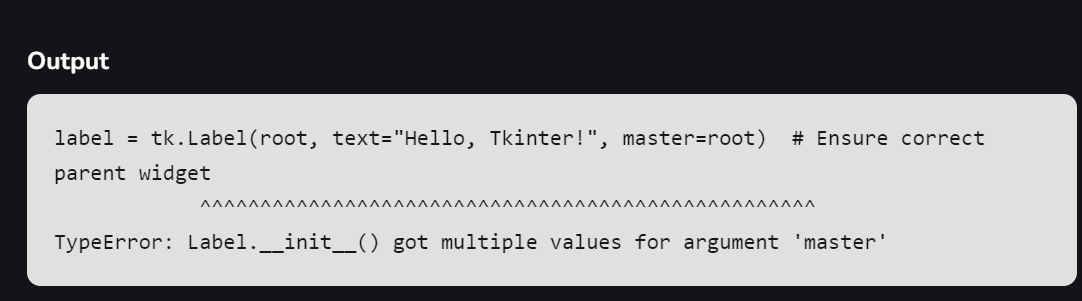 Output
label = tk.Label(root, text="Hello, Tkinter!", master=root)  # Ensure correct
parent widget
^^^^^^^^^^^^^^^^^^^^^^^^^^^^^^^^^^^^^^^^^^^^^^^^^^^
TypeError: Label.__init__() got multiple values for argument 'master'